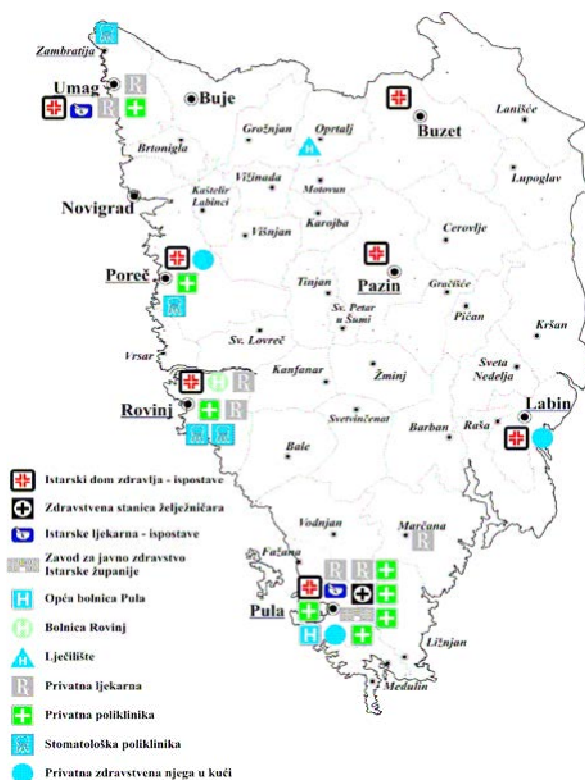 Zambratija
Umag
Buje
Buzet
Lanišće
Grožnjan
Oprtalj
Brtonigla
Lupoglav
Vižinada
Motovun
Kaštelir
Labinci
Novigrad
Karojba
Višnjan
Cerovlje
Poreč
Pazin
Tinjan
Gračišće
Sv. Petar
u Šumi
Pićan
Kršan
Sv. Lovreč
Vrsar
Kanfanar
Žminj
Sveta
Nedelja
Rovinj
Labin
Svetvinčenat
Barban
Raša
Bale
Vodnjan
Marčana
Fažana
Pula
Ližnjan
Medulin
Istarski dom zdravlja - ispostave
Zdravstvena stanica željezničara
Istarske ljekarna - ispostave
Zavod za javno zdravstvo
Istarske županije
H Opća bolnica Pula
H Bolnica Rovinj
H Lječilište
R Privatna ljekarna
Privatna poliklinika
Stomatološka poliklinika
Privatna zdravstvena njega u kući